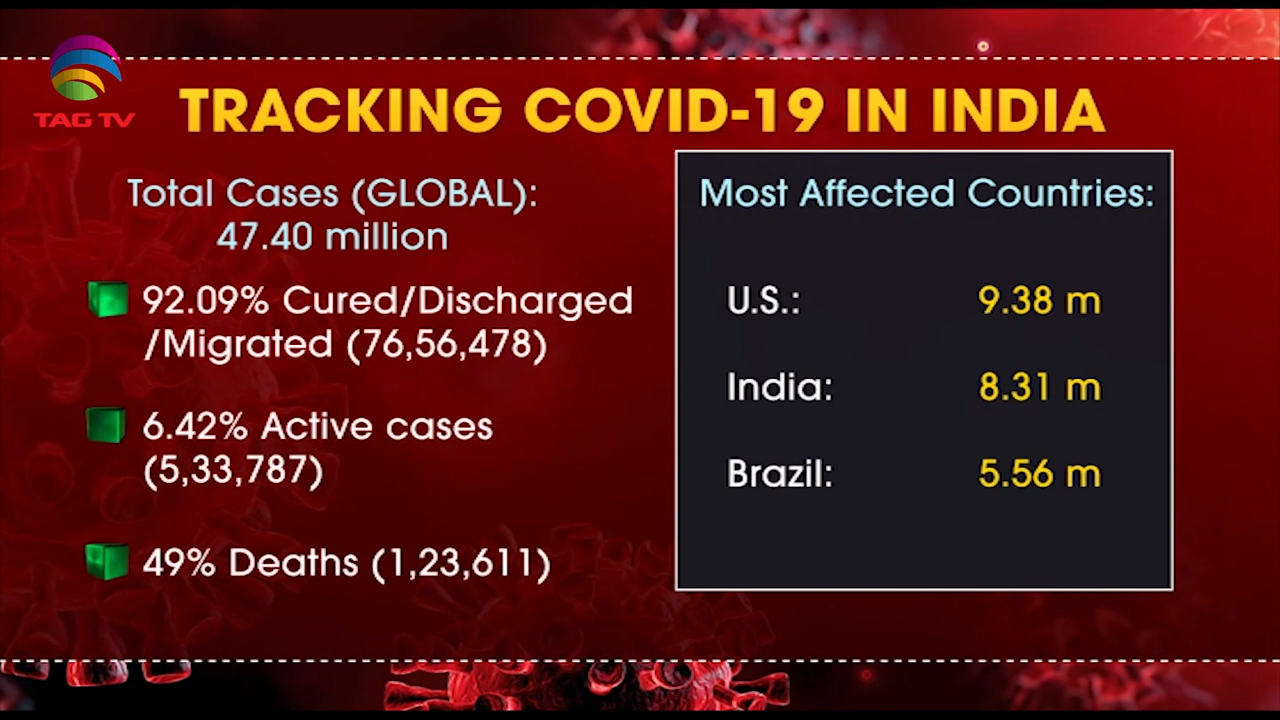 TAG TV
TRACKING COVID-19 IN INDIA
Total Cases (GLOBAL):
47.40 million
92.09% Cured/Discharged
/Migrated (76,56,478)
6.42% Active cases
(5,33,787)
49% Deaths (1,23,611)
Most Affected Countries:
U.S.: 9.38 m
India: 8.31 m
Brazil: 5.56 m